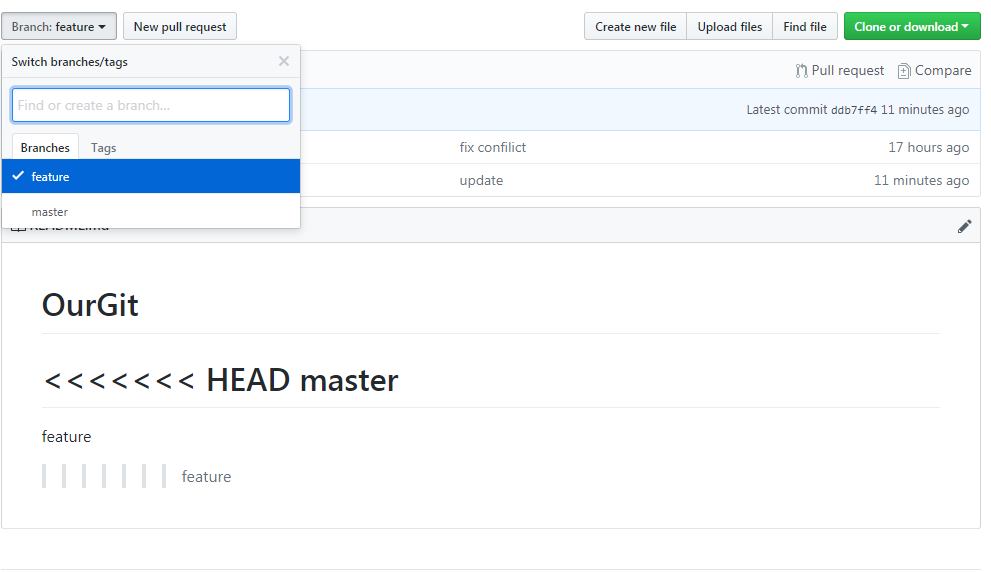 Branch: feature New pull request Create new file Upload files Find file Clone or download
Switch branches/tags
Pull request Compare
Find or create a branch...
Latest commit ddb7ff4 11 minutes ago
Branches Tags
fix confilict 17 hours ago
feature
update 11 minutes ago
master
README.md
OurGit
<<<<<<< HEAD master
feature
feature